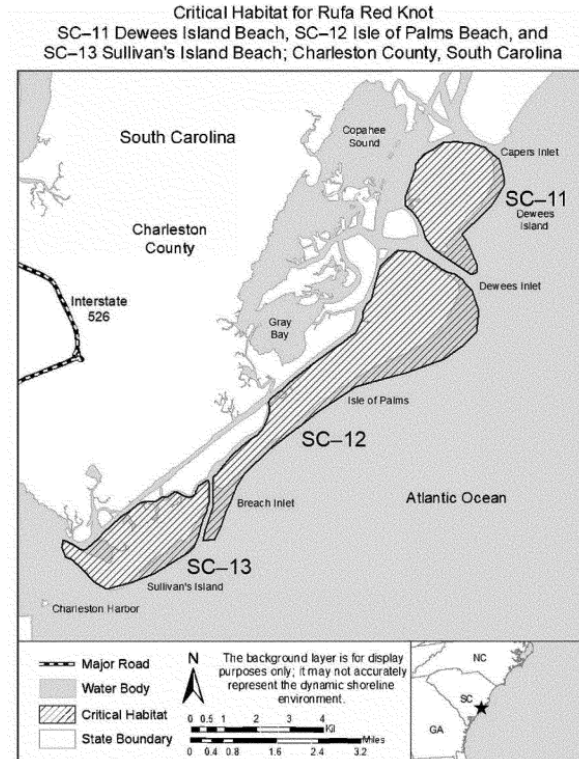 Critical Habitat for Rufa Red Knot
SC–11 Dewees Island Beach, SC–12 Isle of Palms Beach, and
SC–13 Sullivan's Island Beach; Charleston County, South Carolina
South Carolina
Copahee
Sound
Capers Inlet
SC–11
Dewees
Island
Charleston
County
Dewees Inlet
Interstate
526
Gray
Bay
Isle of Palms
SC–12
Atlantic Ocean
Breach Inlet
SC–13
Sullivan's Island
Charleston Harbor
Major Road
Water Body
Critical Habitat
State Boundary
N
The background layer is for display
purposes only; it may not accurately
represent the dynamic shoreline
environment.
0 0.5 1 2 3 4
Kil
Miles
0 0.4 0.8 1.6 2.4 3.2
NC
SC
GA